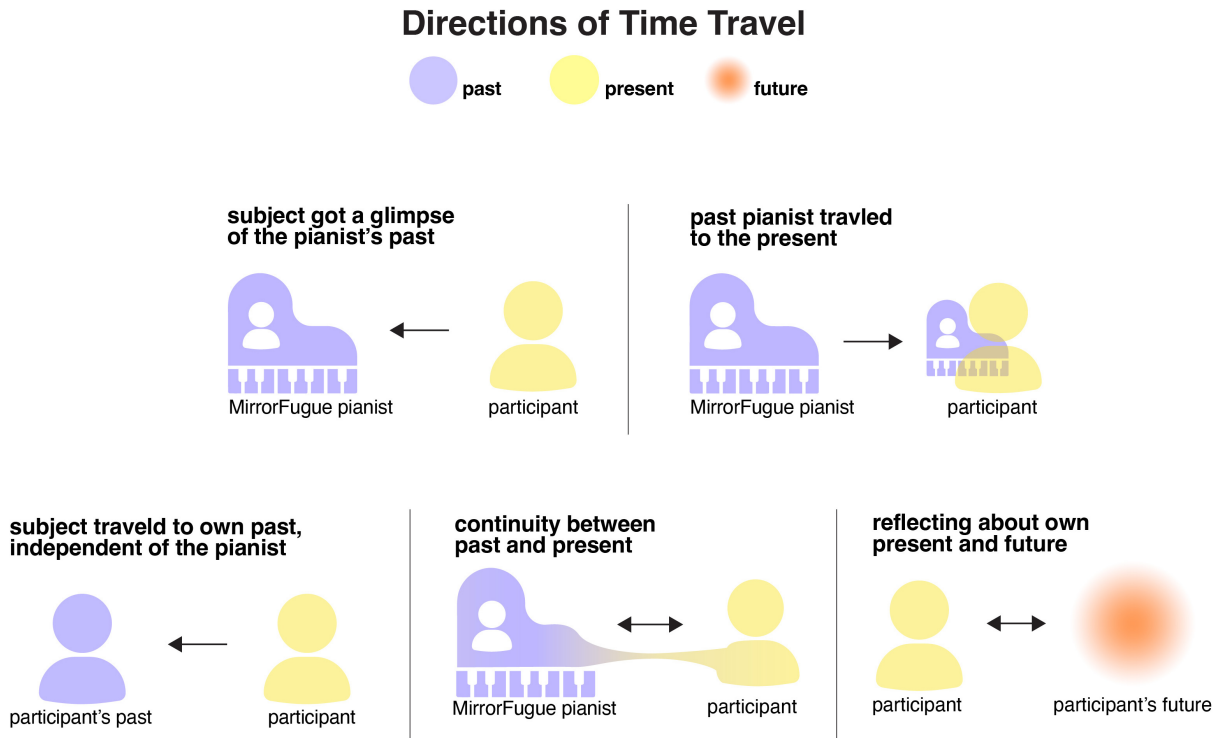 Directions of Time Travel
past
present
future
subject got a glimpse
of the pianist's past
MirrorFugue pianist
participant
past pianist travled
to the present
MirrorFugue pianist
participant
subject traveld to own past,
independent of the pianist
participant's past
participant
continuity between
past and present
MirrorFugue pianist
participant
reflecting about own
present and future
participant
participant's future